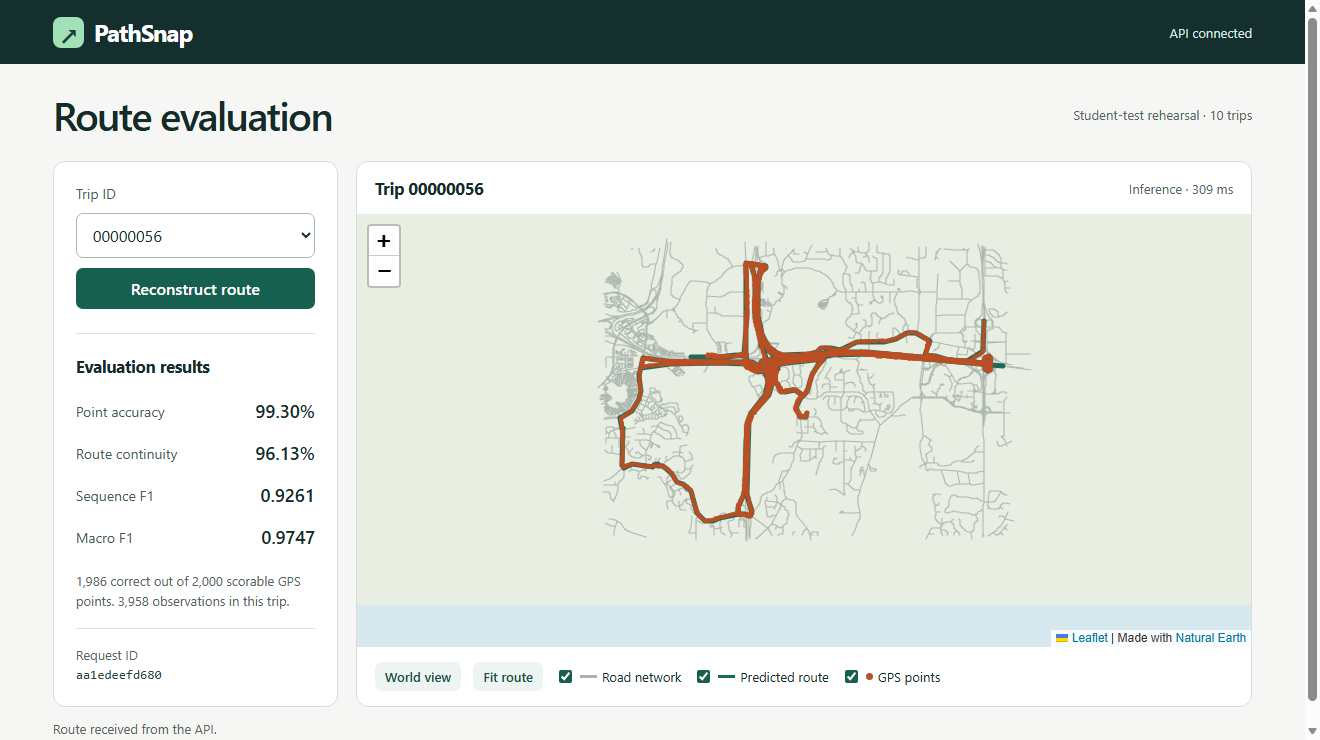 PathSnap
API connected
Route evaluation
Student-test rehearsal · 10 trips
Trip ID
00000056
Reconstruct route
Evaluation results
Point accuracy 99.30%
Route continuity 96.13%
Sequence F1 0.9261
Macro F1 0.9747
1,986 correct out of 2,000 scorable GPS
points. 3,958 observations in this trip.
Request ID
aa1edeefd680
Trip 00000056
Inference · 309 ms
+
−
Leaflet | Made with Natural Earth
World view
Fit route
Road network
Predicted route
GPS points
Route received from the API.